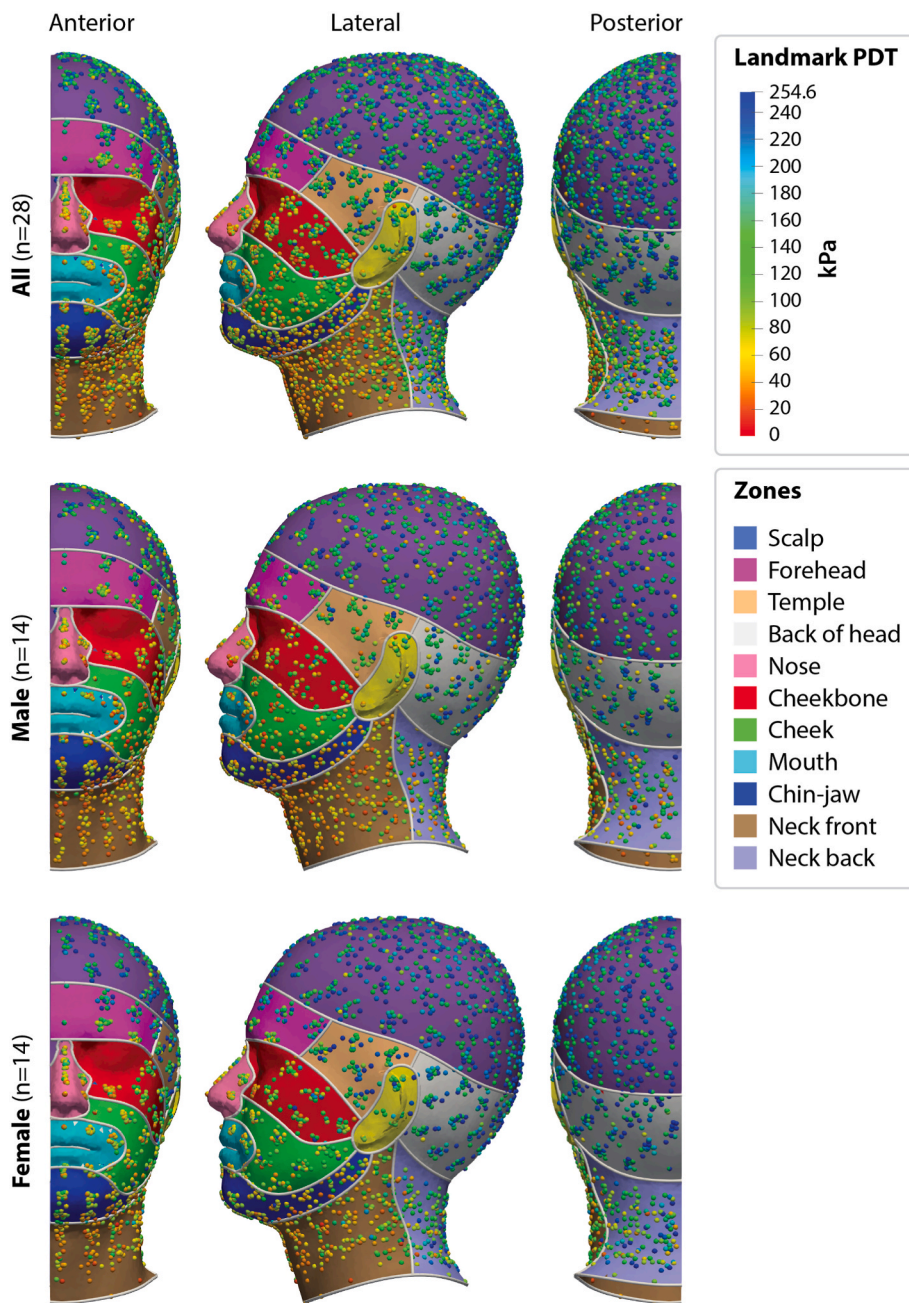 Anterior
Lateral
Posterior
All (n=28)
Landmark PDT
254.6
240
220
200
180
160
140
120
100
80
60
40
20
0
kPa
Male (n=14)
Zones
Scalp
Forehead
Temple
Back of head
Nose
Cheekbone
Cheek
Mouth
Chin-jaw
Neck front
Neck back
Female (n=14)